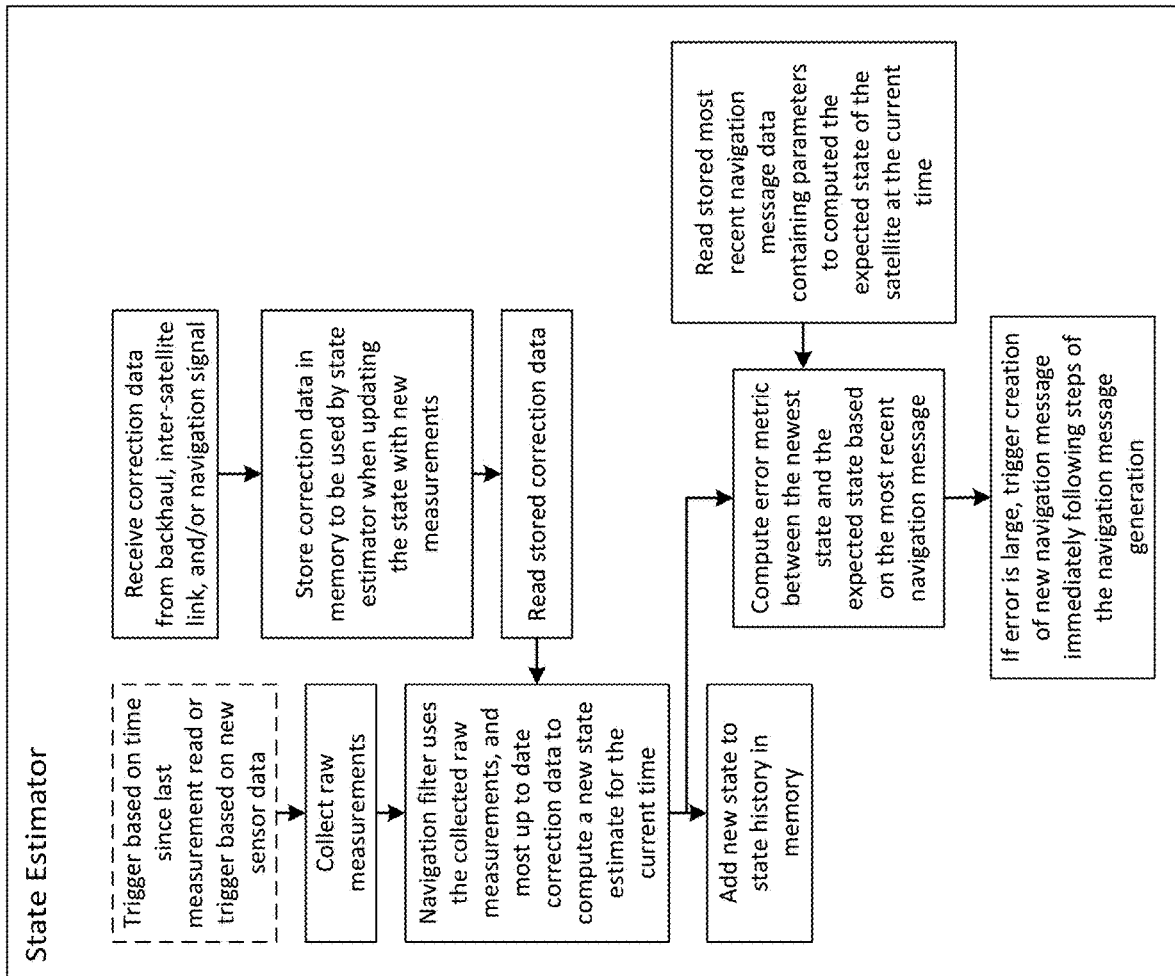 State Estimator
Trigger based on time
since last
measurement read or
trigger based on new
sensor data
Collect raw
measurements
Navigation filter uses
the collected raw
measurements, and
most up to date
correction data to
compute a new state
estimate for the
current time
Add new state to
state history in
memory
Receive correction data
from backhaul, inter-satellite
link, and/or navigation signal
Store correction data in
memory to be used by state
estimator when updating
the state with new
measurements
Read stored correction data
Compute error metric
between the newest
state and the
expected state based
on the most recent
navigation message
Read stored most
recent navigation
message data
containing parameters
to computed the
expected state of the
satellite at the current
time
If error is large, trigger creation
of new navigation message
immediately following steps of
the navigation message
generation